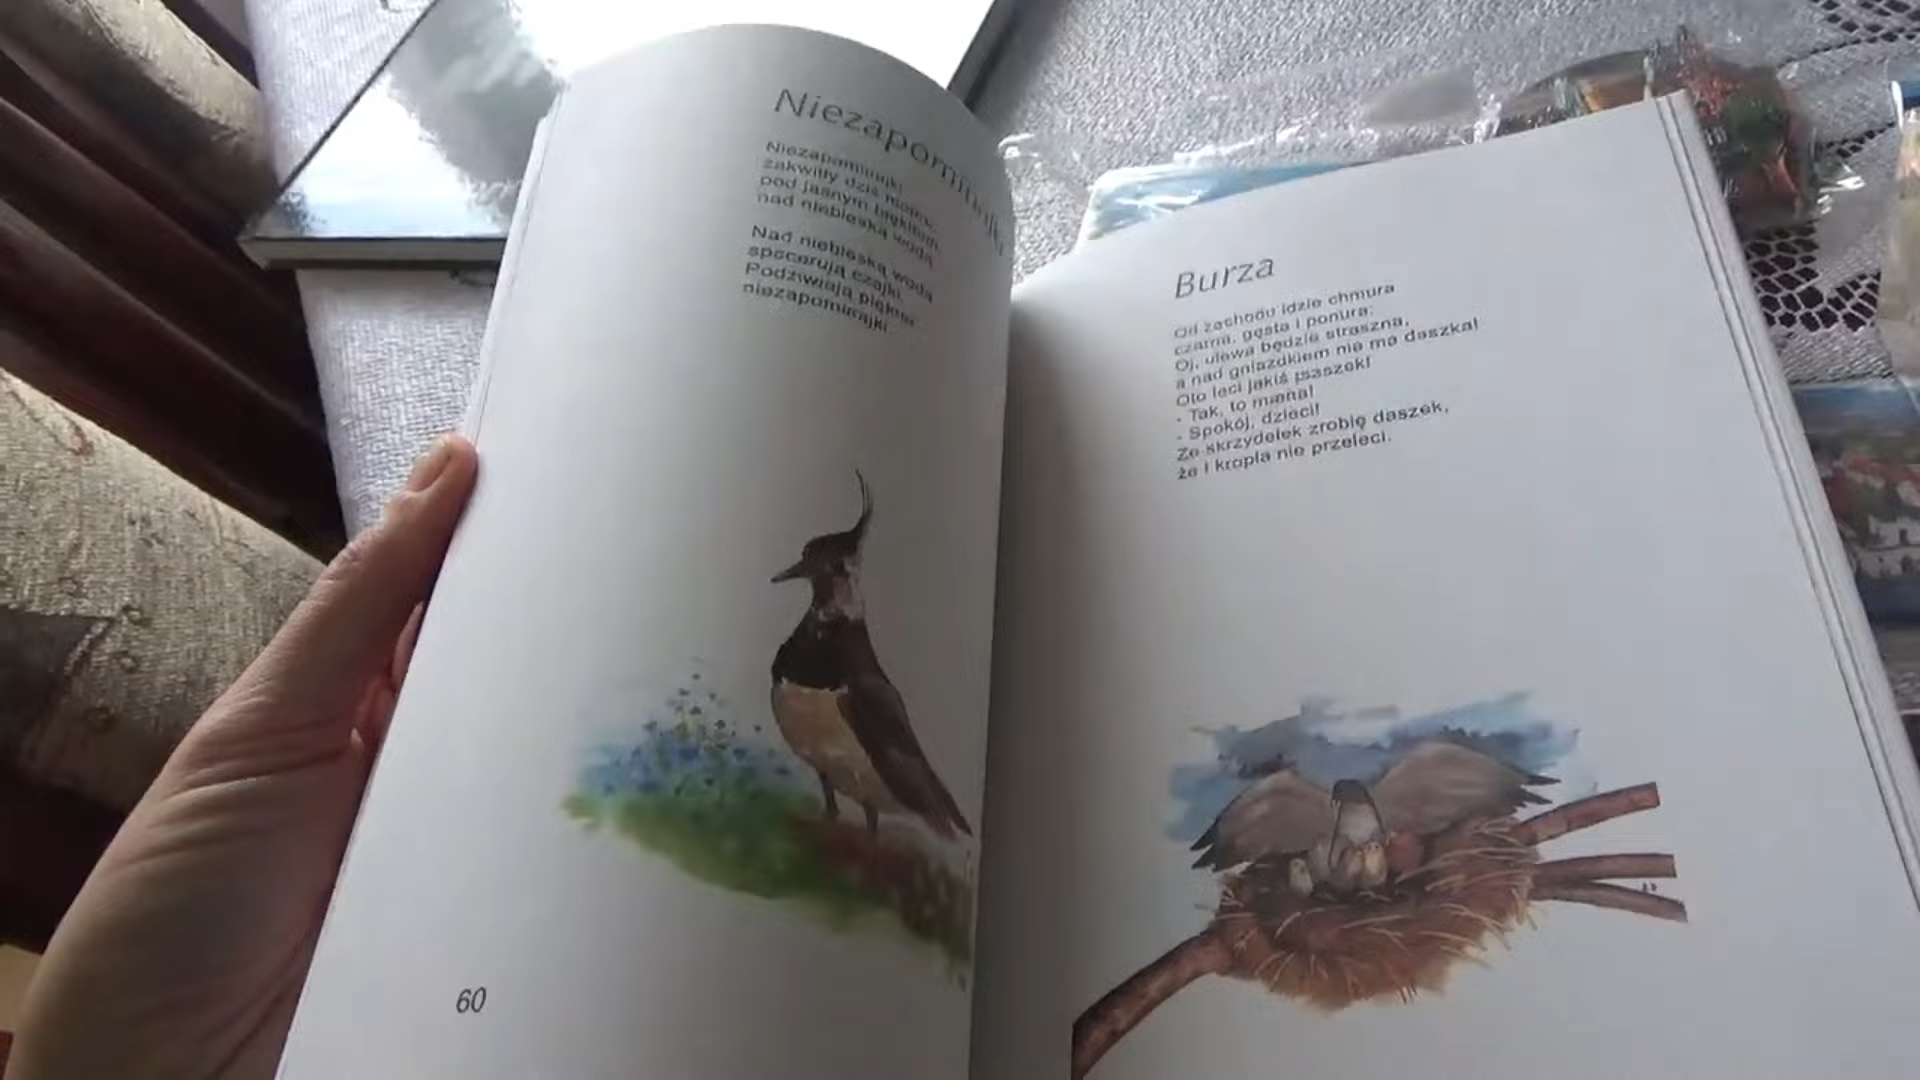 Niezapominajki
Niezapominajki
zakwitły dziś
pod jasnym błękitem,
nad niebieską wodą
Nad niebieską wodą
spacerują czajki.
Podziwiają piękne
niezapominajki.
60
Burza
Od zachodu idzie chmura
czarna, gęsta i ponura:
Oj, ulewa będzie straszna,
a nad gniazdkiem nie ma daszka!
Oto leci jakiś ptaszek!
- Tak, to mama!
- Spokój, dzieci!
Ze skrzydełek zrobię daszek,
że i kropla nie przeleci.